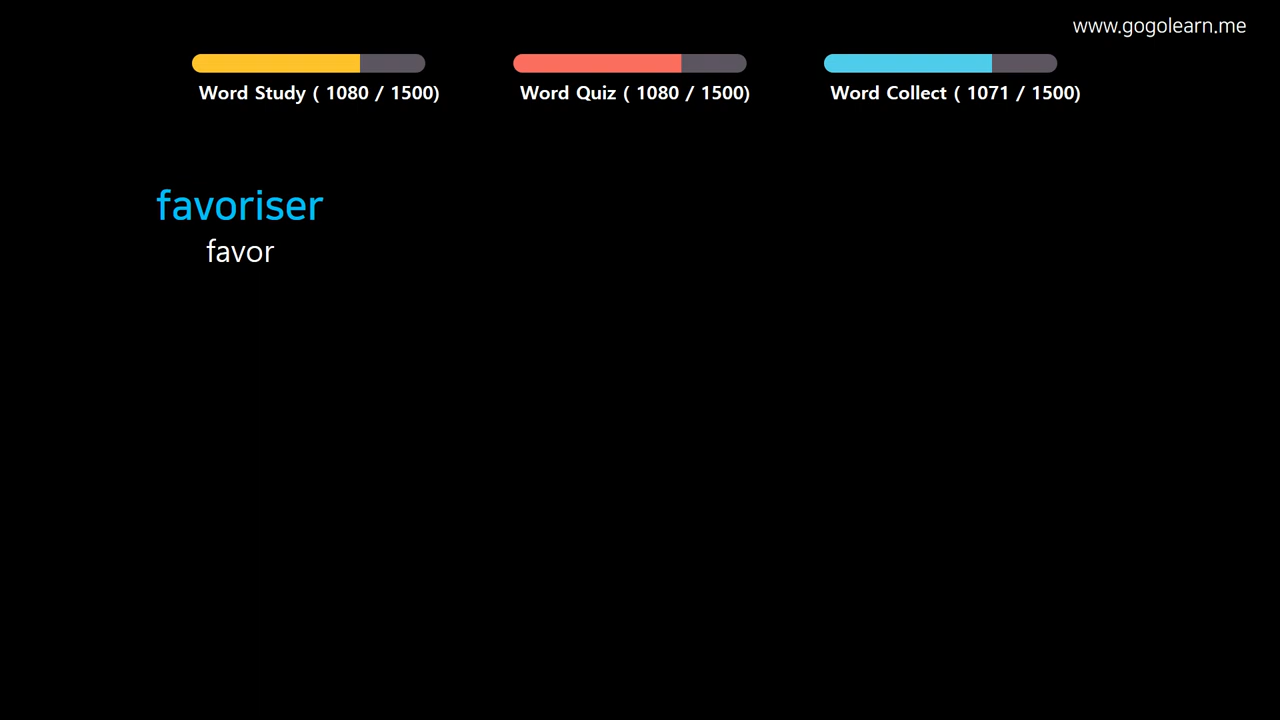 www.gogolearn.me
Word Study ( 1080 / 1500)
Word Quiz ( 1080 / 1500)
Word Collect ( 1071 / 1500)
favoriser
favor